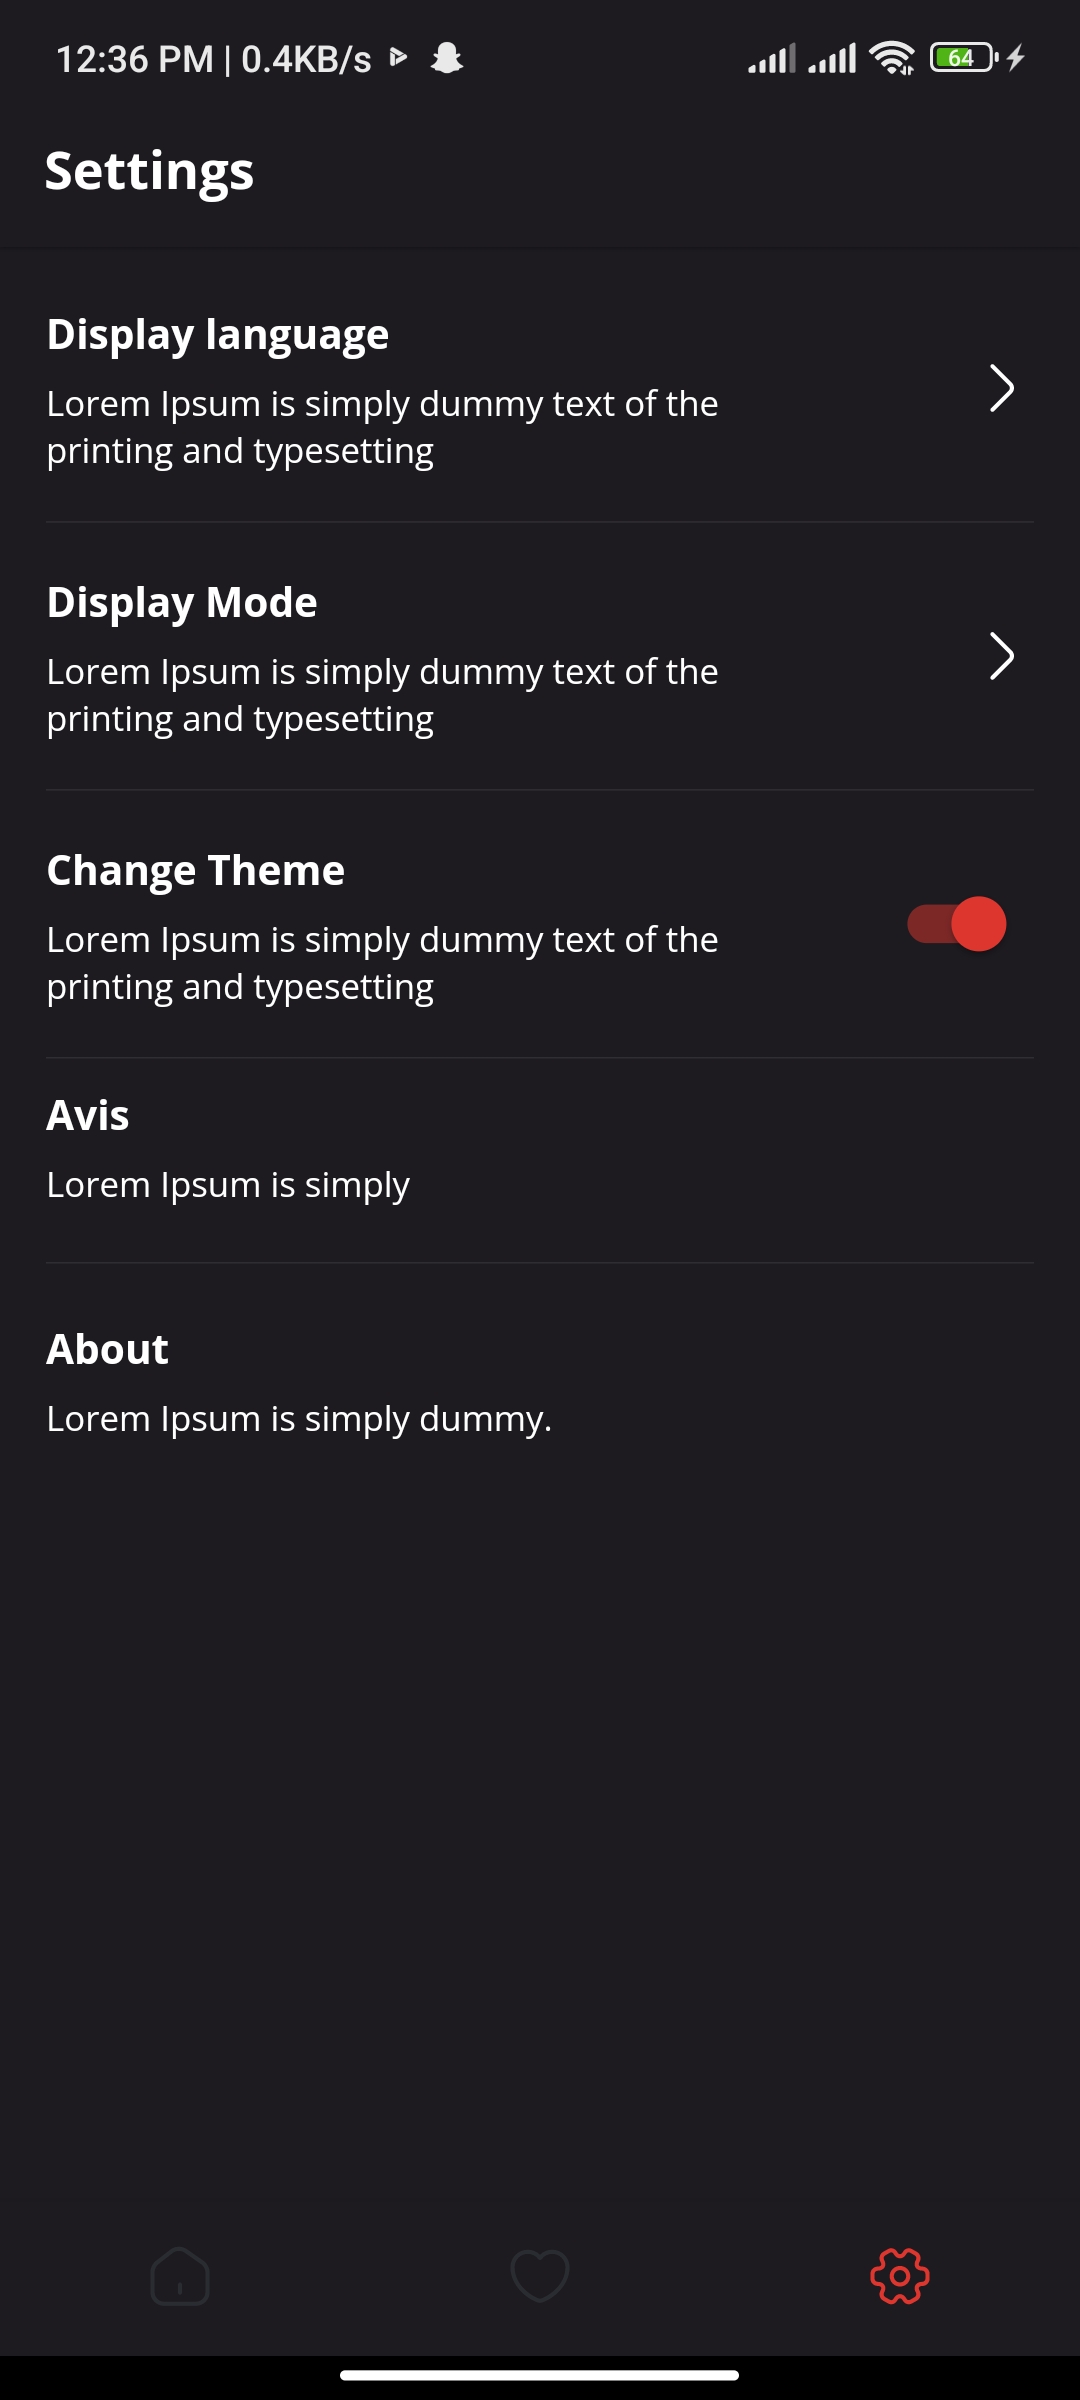 12:36 PM | 0.4KB/s
64
Settings
Display language
Lorem Ipsum is simply dummy text of the
printing and typesetting
Display Mode
Lorem Ipsum is simply dummy text of the
printing and typesetting
Change Theme
Lorem Ipsum is simply dummy text of the
printing and typesetting
Avis
Lorem Ipsum is simply
About
Lorem Ipsum is simply dummy.